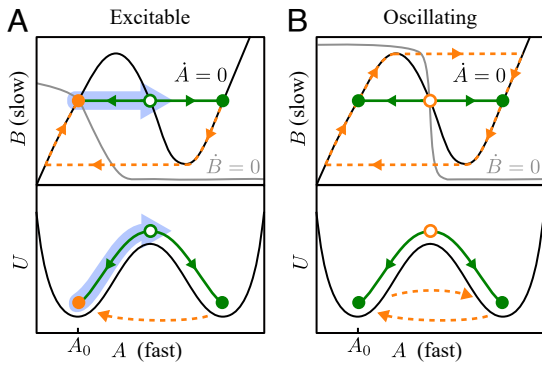 A
Excitable
B
Oscillating
B (slow)
Ȧ = 0
Ḃ = 0
B (slow)
Ȧ = 0
Ḃ = 0
U
U
A₀ A (fast)
A₀ A (fast)